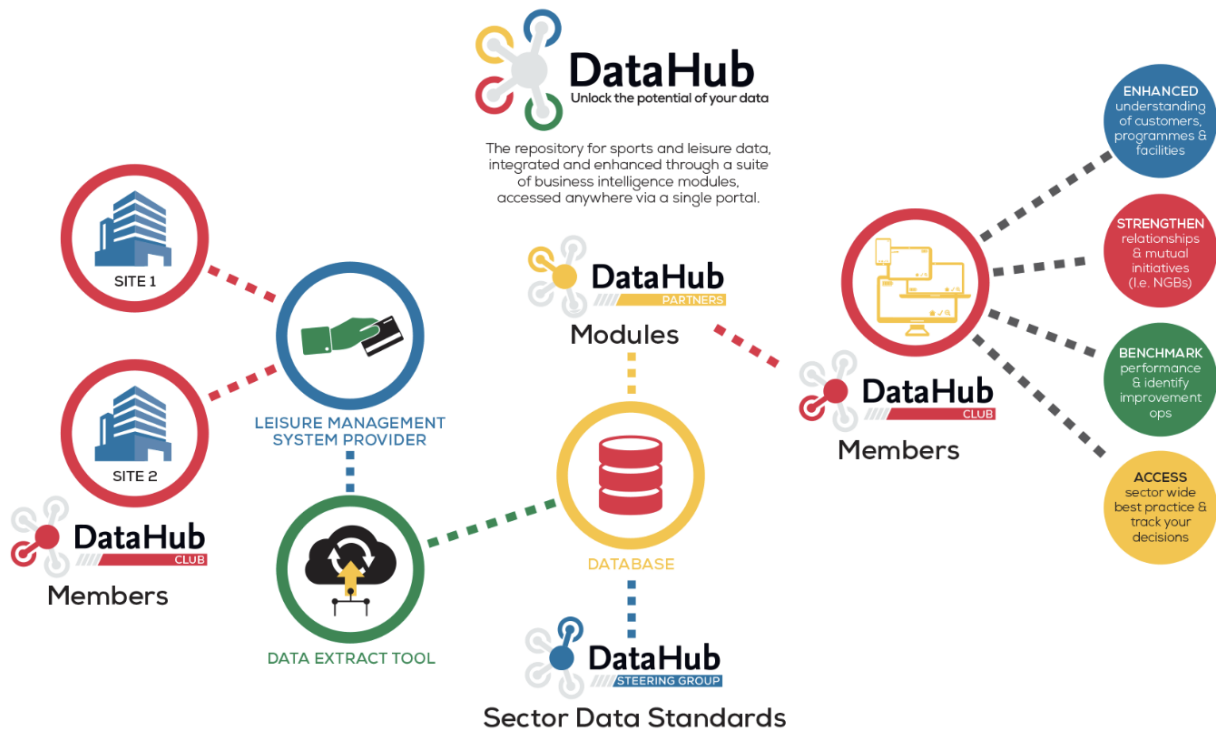 DataHub
Unlock the potential of your data
The repository for sports and leisure data,
integrated and enhanced through a suite
of business intelligence modules,
accessed anywhere via a single portal.
SITE 1
SITE 2
DataHub
CLUB
Members
LEISURE MANAGEMENT
SYSTEM PROVIDER
DATA EXTRACT TOOL
DataHub
PARTNERS
Modules
DATABASE
DataHub
STEERING GROUP
Sector Data Standards
DataHub
CLUB
Members
ENHANCED
understanding
of customers,
programmes &
facilities
STRENGTHEN
relationships
& mutual
initiatives
(I.e. NGBs)
BENCHMARK
performance
& identify
improvement
ops
ACCESS
sector wide
best practice &
track your
decisions